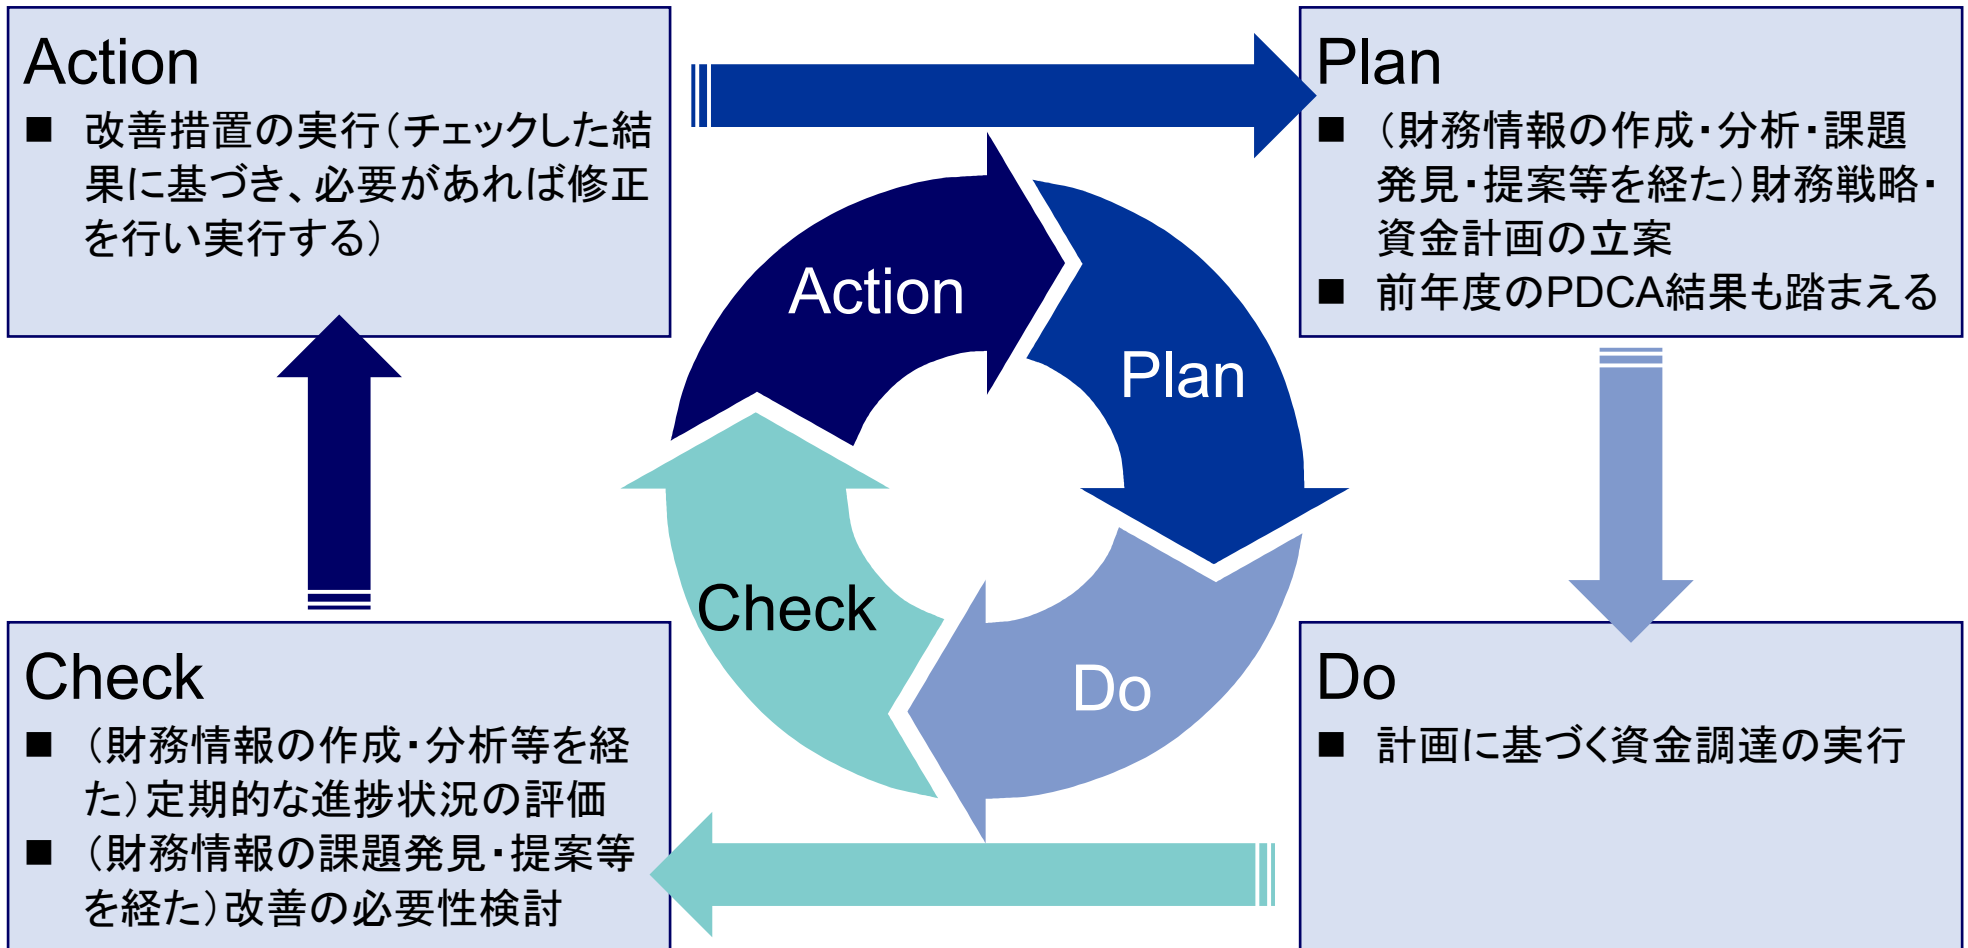 Action
■ 改善措置の実行（チェックした結
果に基づき、必要があれば修正
を行い実行する）
Plan
■ （財務情報の作成・分析・課題
発見・提案等を経た）財務戦略・
資金計画の立案
■ 前年度のPDCA結果も踏まえる
Action
Plan
Check
Do
Check
■ （財務情報の作成・分析等を経
た）定期的な進捗状況の評価
■ （財務情報の課題発見・提案等
を経た）改善の必要性検討
Do
■ 計画に基づく資金調達の実行